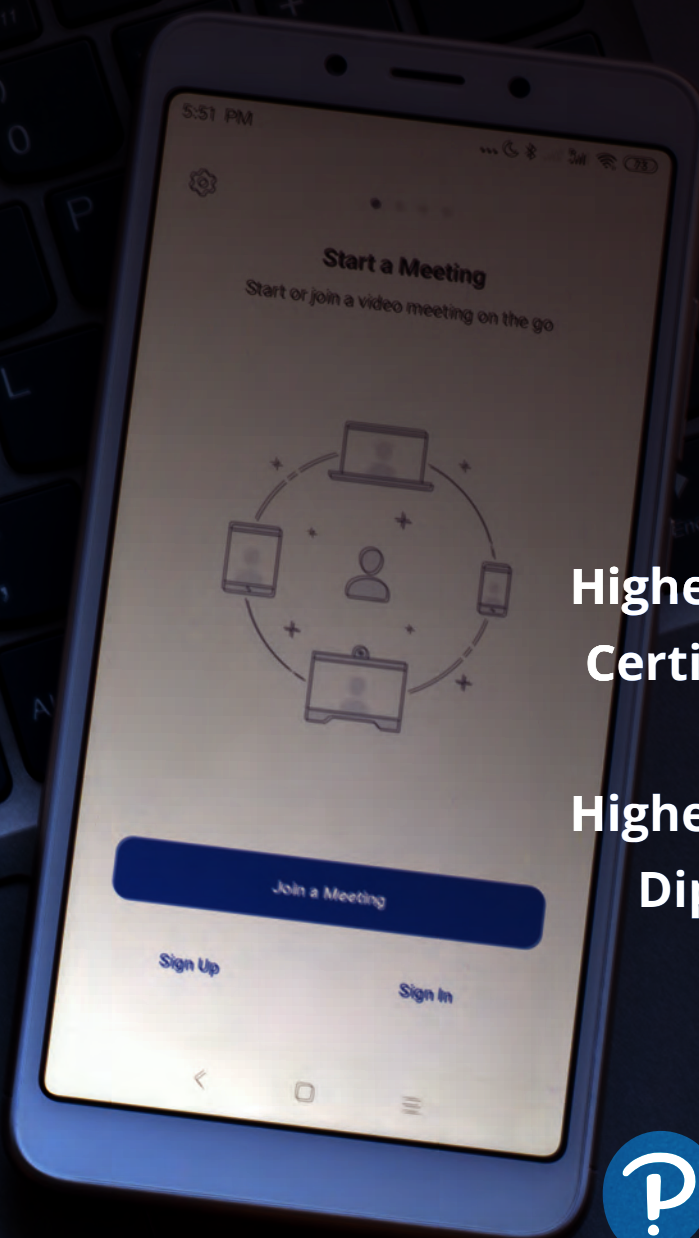 5:51 PM
Start a Meeting
Start or join a video meeting on the go
Join a Meeting
Sign Up
Sign In
Highe
Certi
Highe
Dip
0
P
L